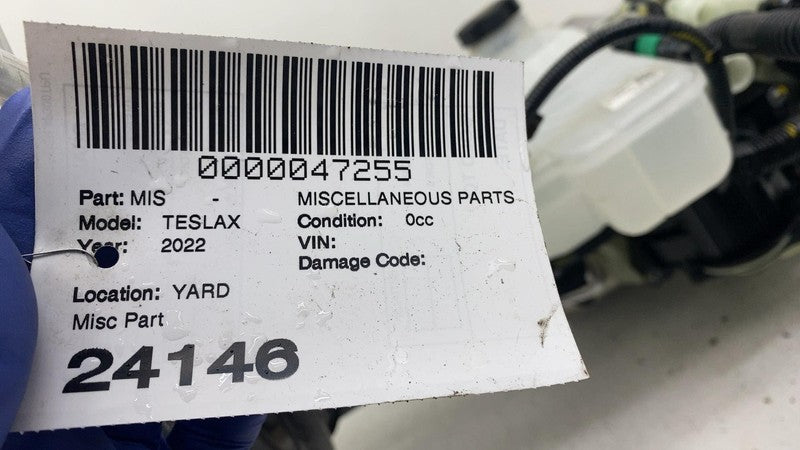 0000047255
Part: MIS - MISCELLANEOUS PARTS
Model: TESLAX Condition: 0cc
Year: 2022 VIN:
Damage Code:
Location: YARD
Misc Part
24146